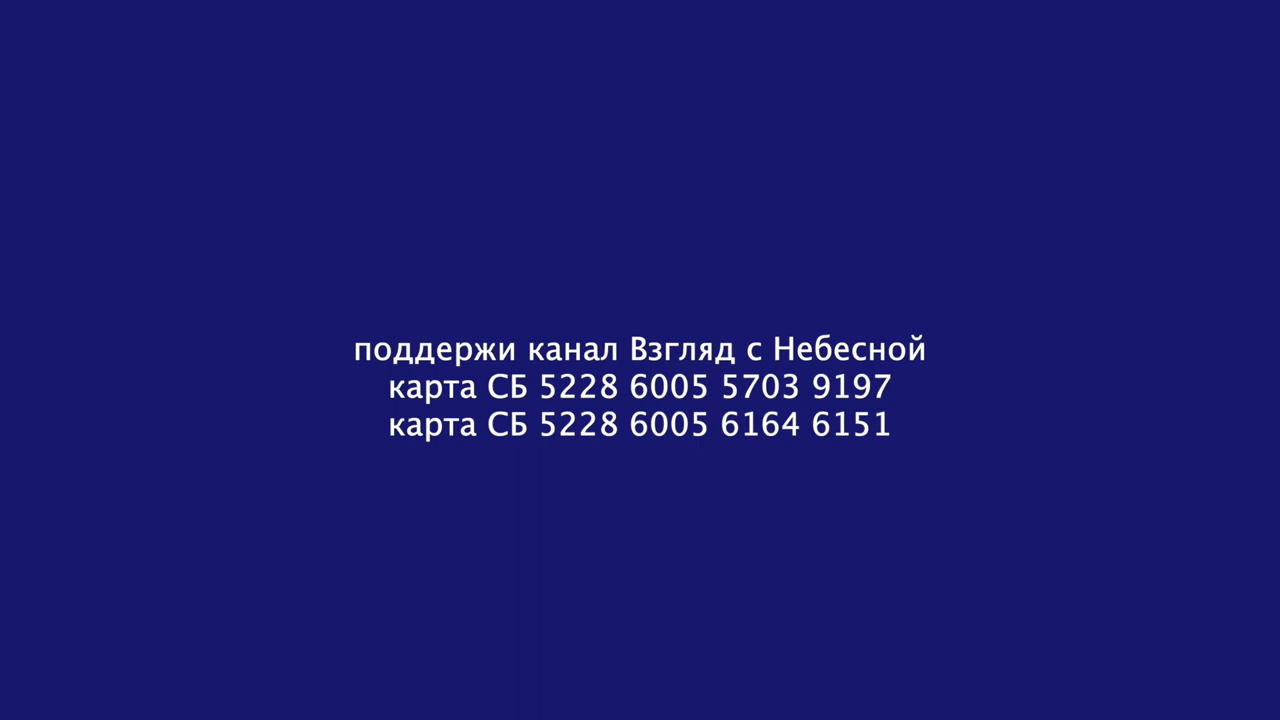 поддержи канал Взгляд с Небесной
карта СБ 5228 6005 5703 9197
карта СБ 5228 6005 6164 6151